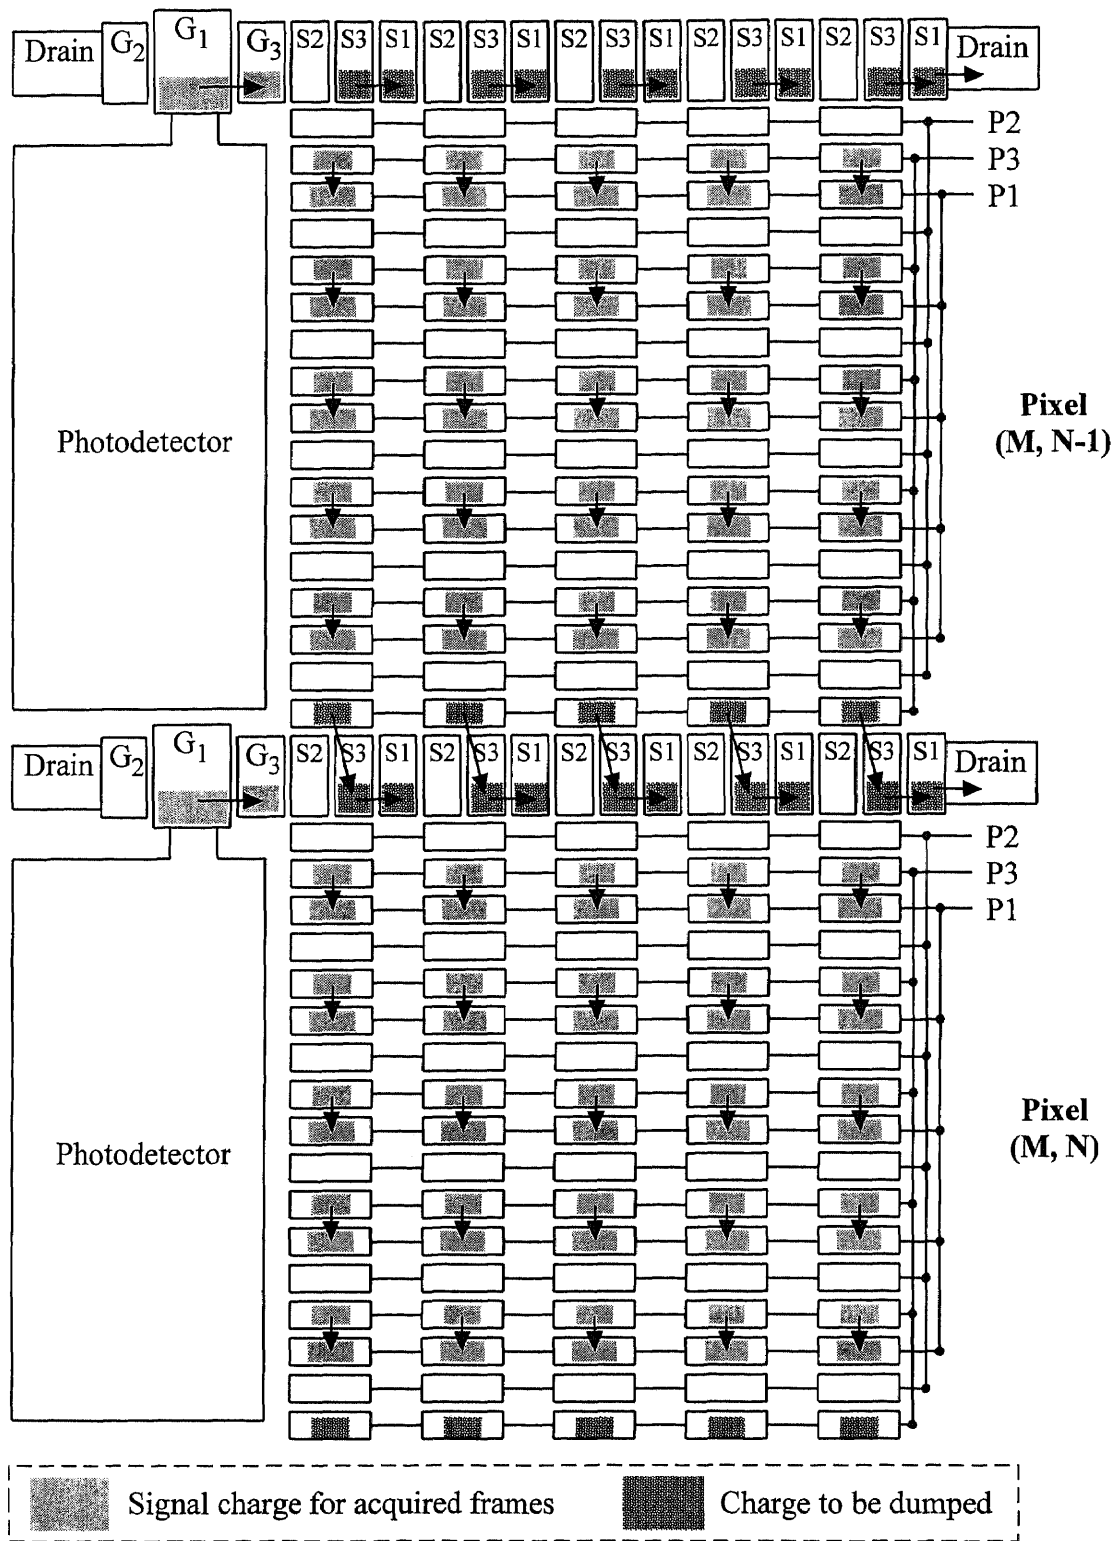 Drain G2 G1 G3 S2 S3 S1 S2 S3 S1 S2 S3 S1 S2 S3 S1 S2 S3 S1 Drain
P2
P3
P1
Photodetector
Pixel
(M, N-1)
Drain G2 G1 G3 S2 S3 S1 S2 S3 S1 S2 S3 S1 S2 S3 S1 S2 S3 S1 Drain
P2
P3
P1
Photodetector
Pixel
(M, N)
Signal charge for acquired frames
Charge to be dumped